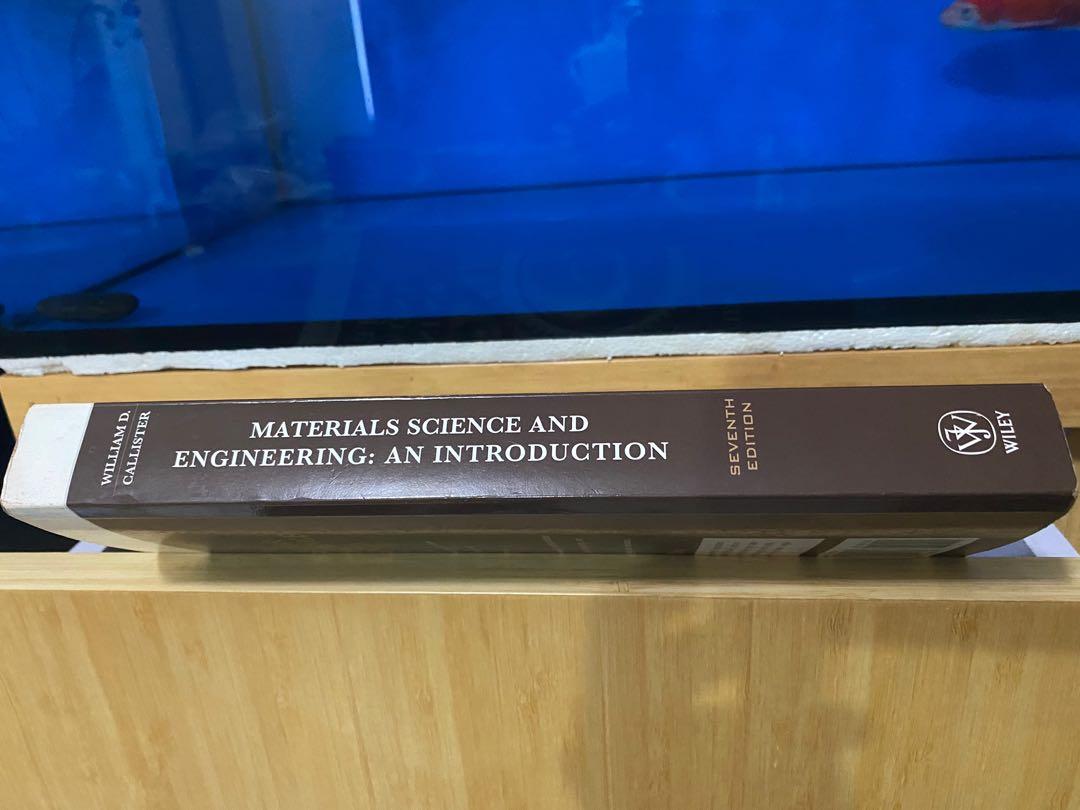 WILLIAM D.
CALLISTER
MATERIALS SCIENCE AND
ENGINEERING: AN INTRODUCTION
SEVENTH
EDITION
WILEY